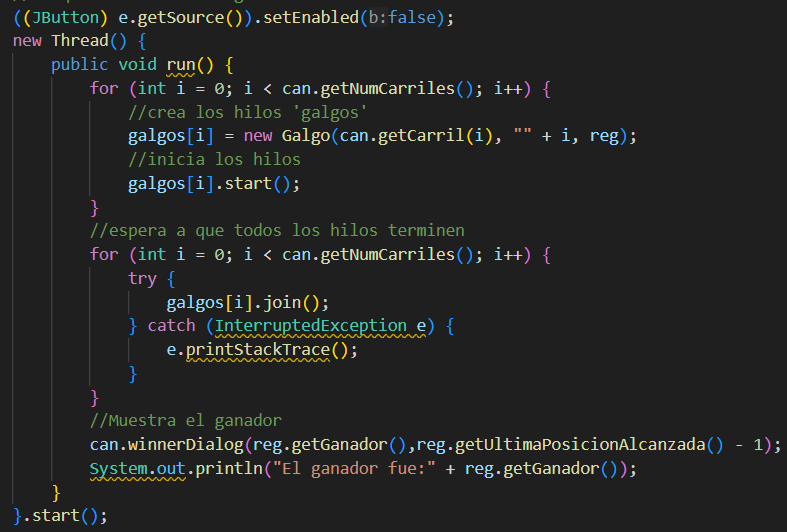 ((JButton) e.getSource()).setEnabled(b:false);
new Thread() {
public void run() {
for (int i = 0; i < can.getNumCarriles(); i++) {
//crea los hilos 'galgos'
galgos[i] = new Galgo(can.getCarril(i), "" + i, reg);
//inicia los hilos
galgos[i].start();
}
//espera a que todos los hilos terminen
for (int i = 0; i < can.getNumCarriles(); i++) {
try {
galgos[i].join();
} catch (InterruptedException e) {
e.printStackTrace();
}
}
//Muestra el ganador
can.winnerDialog(reg.getGanador(),reg.getUltimaPosicionAlcanzada() - 1);
System.out.println("El ganador fue:" + reg.getGanador());
}
}.start();